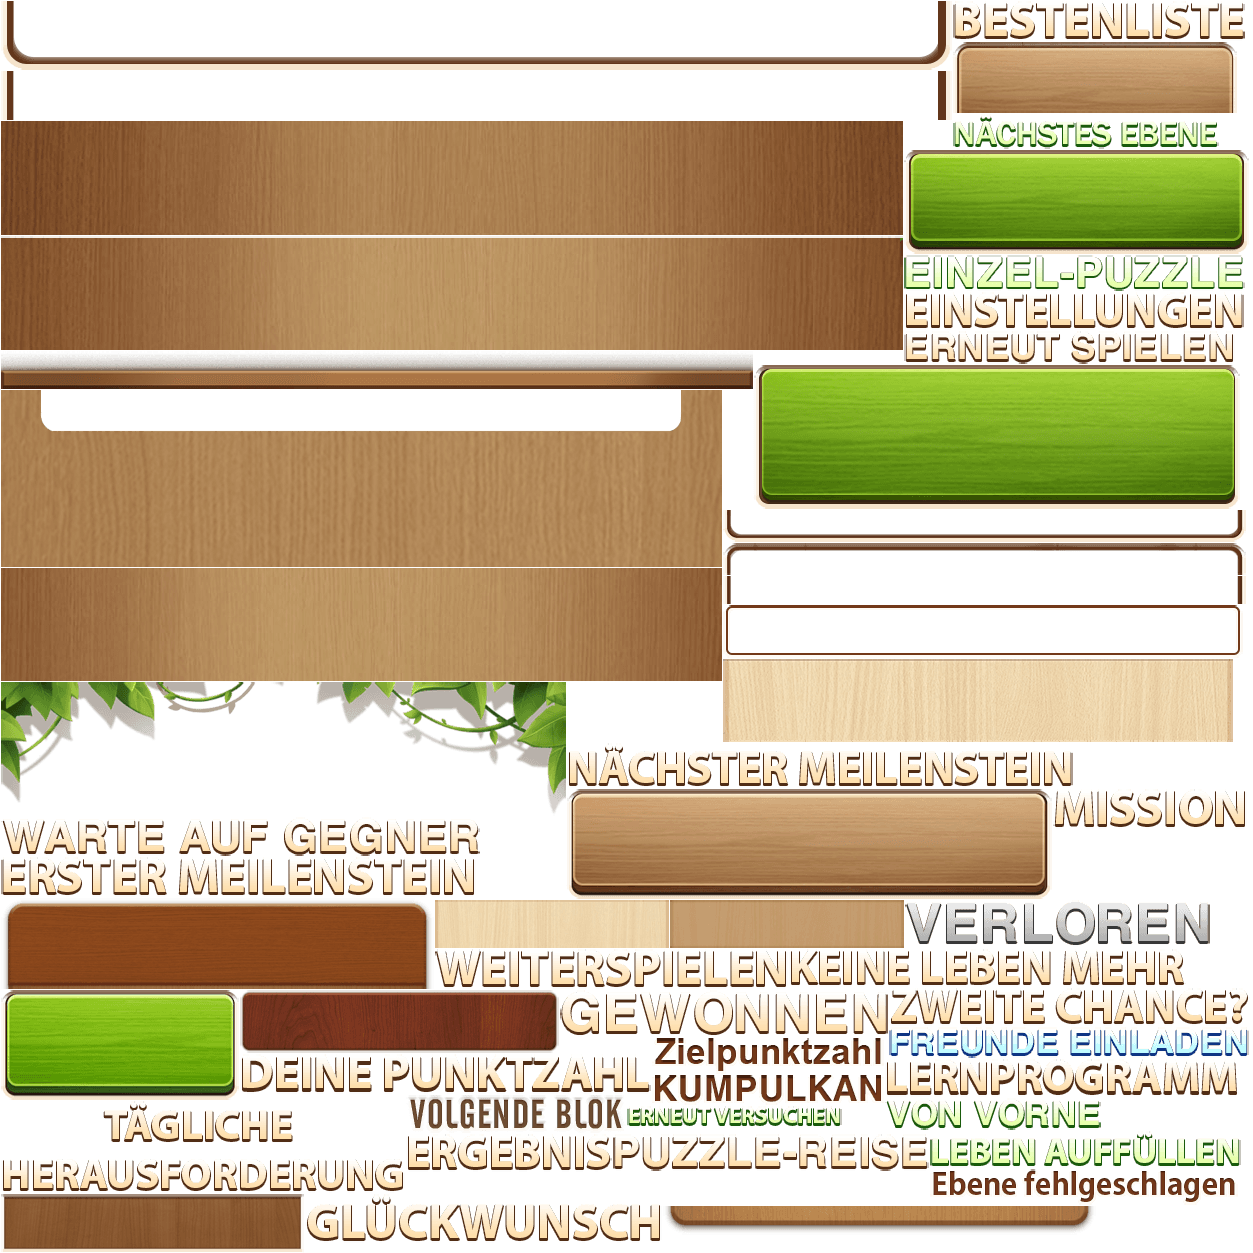 BESTENLISTE
NÄCHSTES EBENE
EINZEL-PUZZLE
EINSTELLUNGEN
ERNEUT SPIELEN
NÄCHSTER MEILENSTEIN
MISSION
WARTE AUF GEGNER
ERSTER MEILENSTEIN
VERLOREN
WEITERSPIELEN
KEINE LEBEN MEHR
GEWONNEN
ZWEITE CHANCE?
Zielpunktzahl
FREUNDE EINLADEN
DEINE PUNKTZAHL
KUMPULKAN
LERNPROGRAMM
TÄGLICHE
HERAUSFORDERUNG
VOLGENDE BLOK
ERNEUT VERSUCHEN
VON VORNE
ERGEBNIS
PUZZLE-REISE
LEBEN AUFFÜLLEN
Ebene fehlgeschlagen
GLÜCKWUNSCH